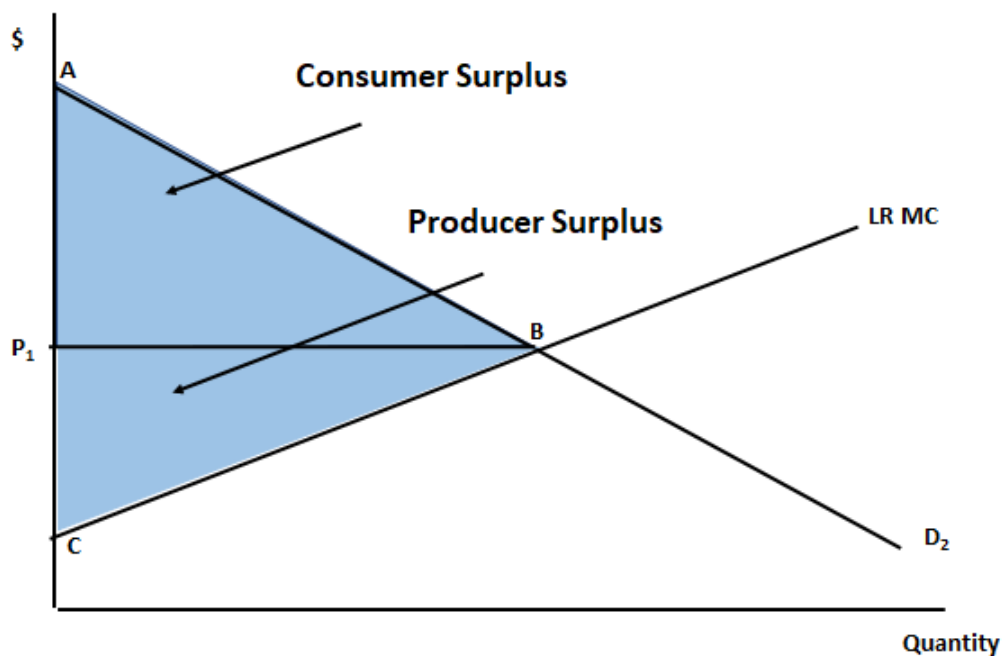 $
A
Consumer Surplus
Producer Surplus
LR MC
B
P₁
C
D₂
Quantity